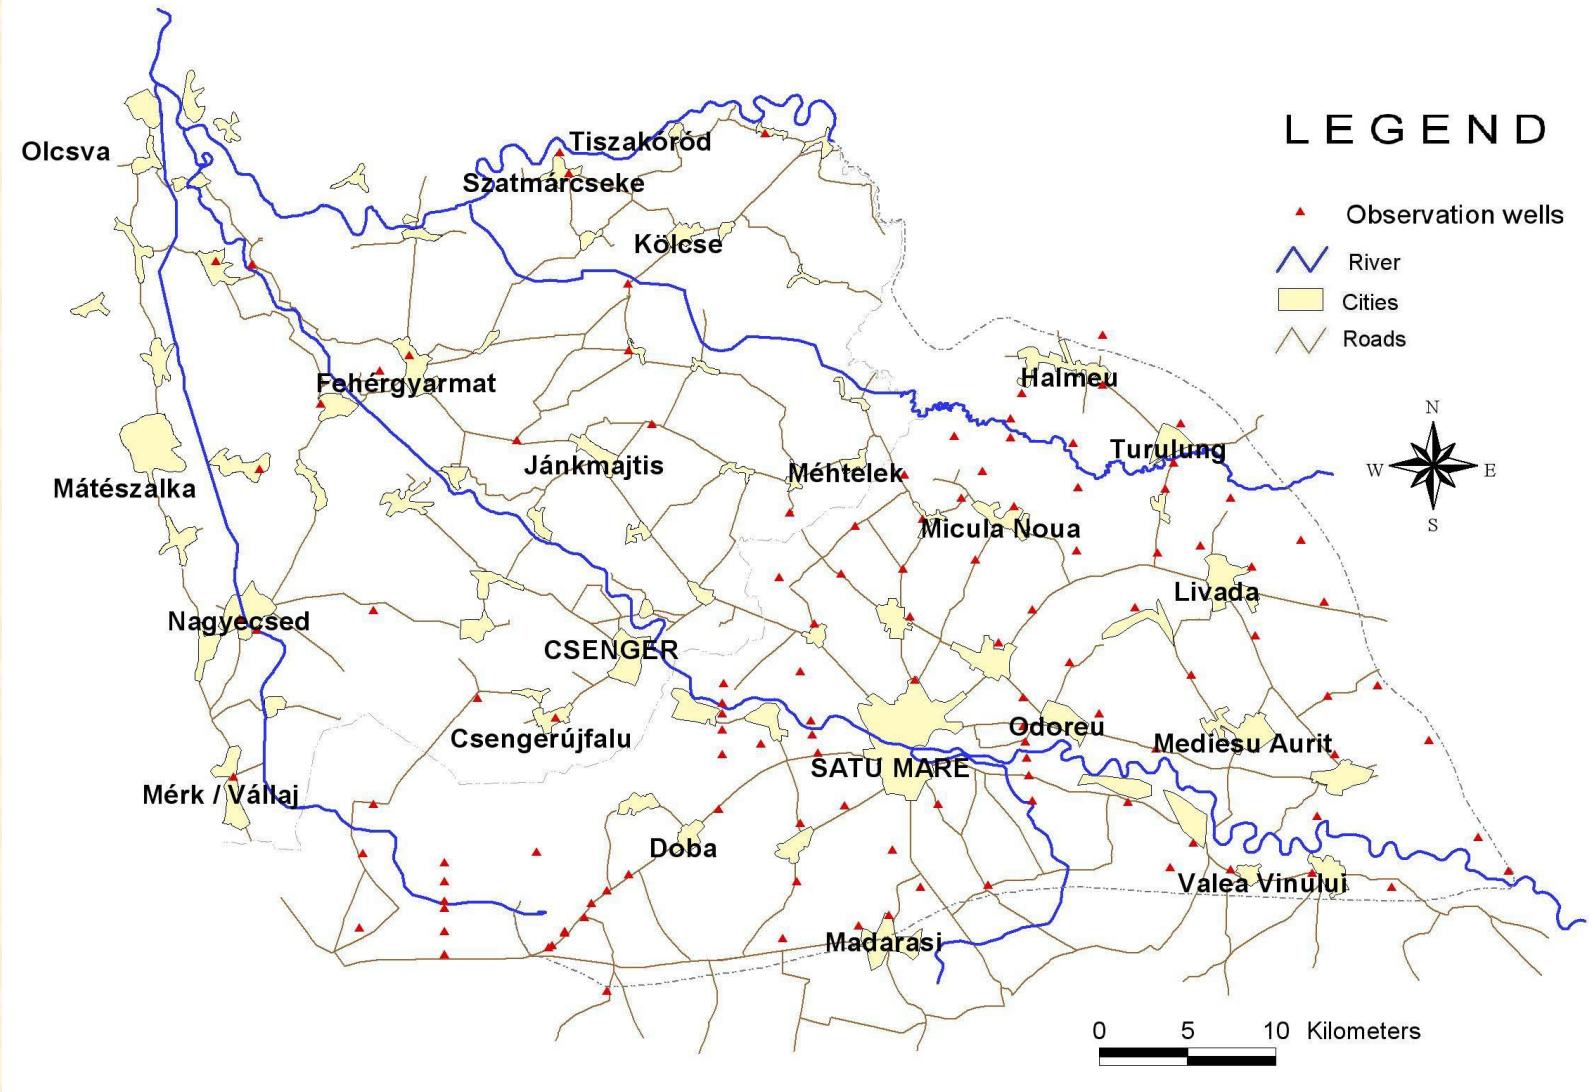 LEGEND
Olcsva
Tiszakóród
Szatmárcseke
Observation wells
Kölcse
River
Cities
Roads
Halmeu
Fehérgyarmat
N
Turulung
Jánkmajtis
Méhtelek
W
E
Mátészalka
S
Micula Noua
Livada
Nagyecsed
CSENGER
Odoreu
Csengerújfalu
Mediesu Aurit
SATU MARE
Mérk / Vállaj
Doba
Valea Vinului
Madarasi
0 5 10 Kilometers